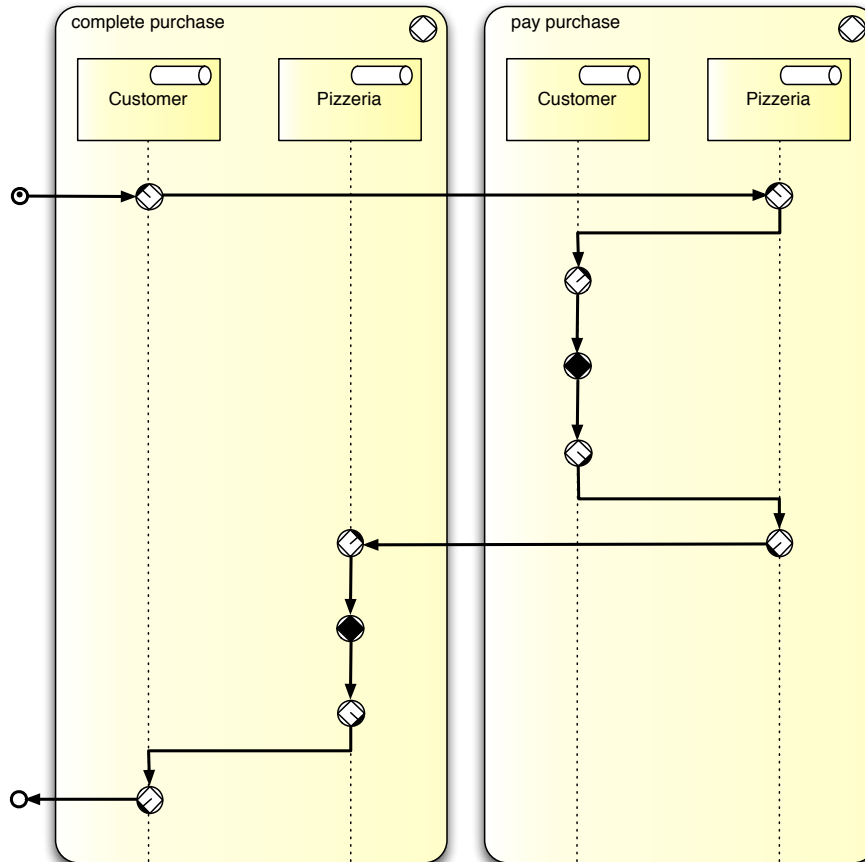 complete purchase
pay purchase
Customer
Pizzeria
Customer
Pizzeria